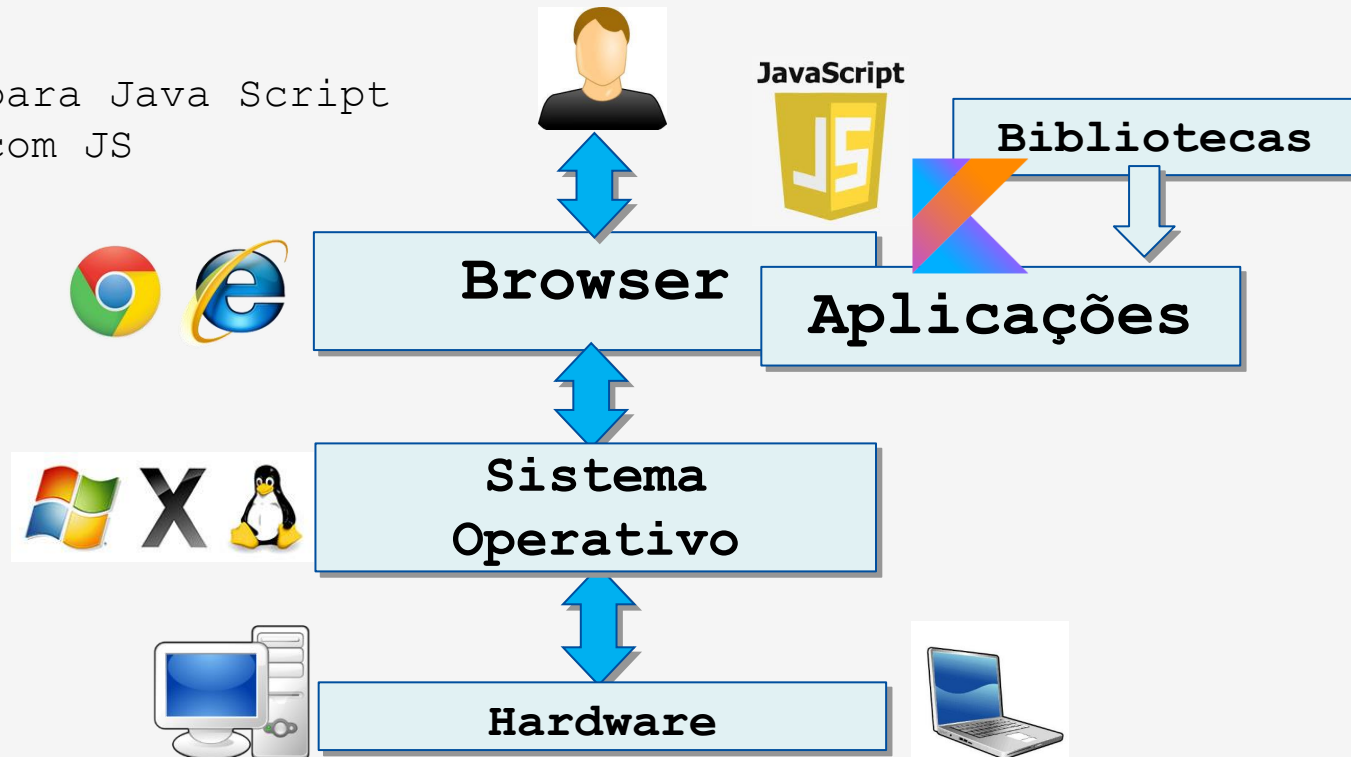 para Java Script
com JS
JavaScript
JS
Bibliotecas
Browser
Aplicações
Sistema
Operativo
X
Hardware